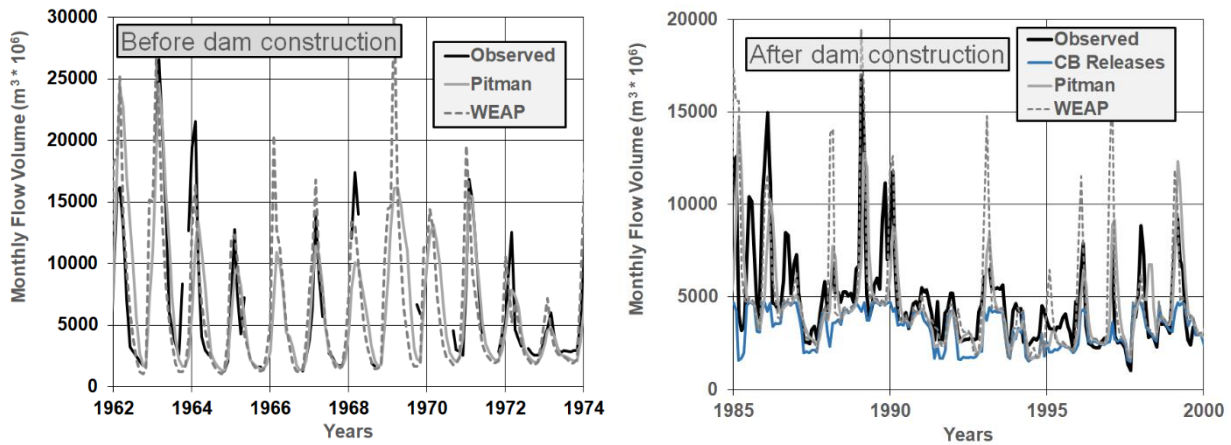 Before dam construction
Observed
Pitman
WEAP
Monthly Flow Volume (m³ * 10⁶)
30000
25000
20000
15000
10000
5000
0
1962 1964 1966 1968 1970 1972 1974
Years
After dam construction
Observed
CB Releases
Pitman
WEAP
Monthly Flow Volume (m³ * 10⁶)
20000
15000
10000
5000
0
1985 1990 1995 2000
Years